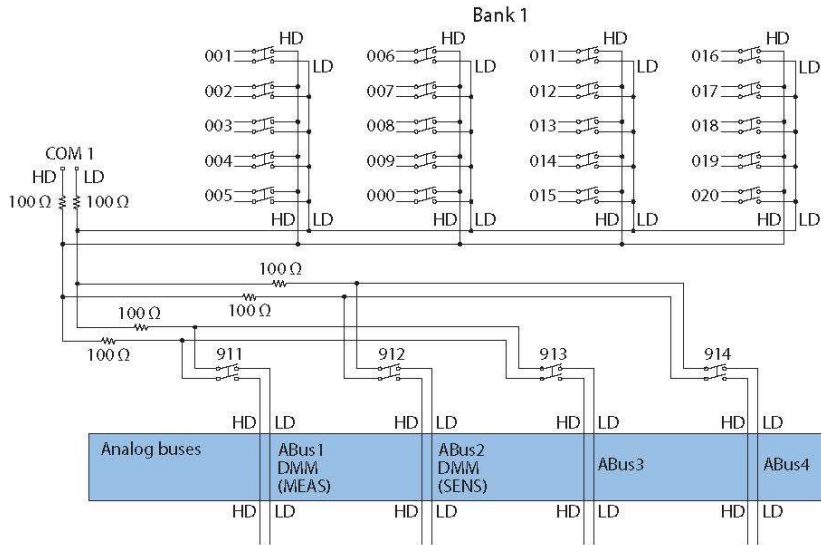 Bank 1
HD HD HD HD
001 006 011 016
LD LD LD LD
002 007 012 017
003 008 013 018
COM 1
004 009 014 019
HD LD
100 Ω 100 Ω
005 000 015 020
HD LD HD LD HD LD HD LD
100 Ω
100 Ω
100 Ω
100 Ω
911 912 913 914
HD LD HD LD HD LD HD LD
Analog buses
ABus1
DMM
(MEAS)
ABus2
DMM
(SENS)
ABus3
ABus4
HD LD HD LD HD LD HD LD